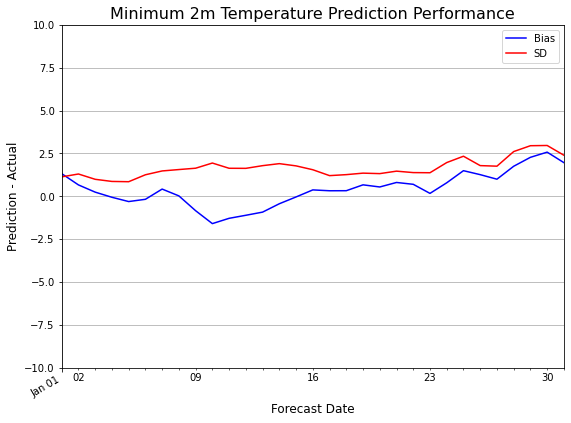 Minimum 2m Temperature Prediction Performance
10.0
7.5
5.0
2.5
0.0
−2.5
−5.0
−7.5
−10.0
Prediction - Actual
Bias
SD
Jan 01
02
09
16
23
30
Forecast Date